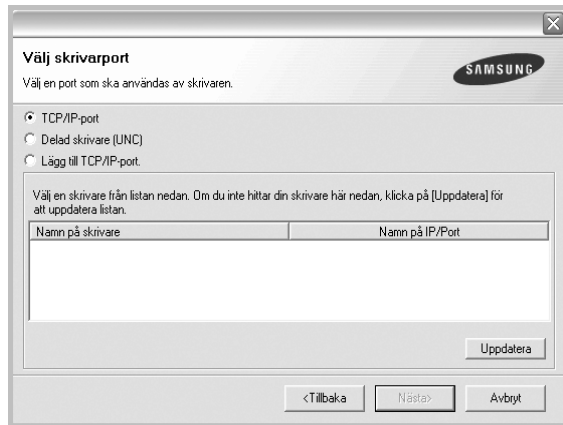 Välj skrivarport
Välj en port som ska användas av skrivaren.
SAMSUNG
TCP/IP-port
Delad skrivare (UNC)
Lägg till TCP/IP-port.
Välj en skrivare från listan nedan. Om du inte hittar din skrivare här nedan, klicka på [Uppdatera] för
att uppdatera listan.
Namn på skrivare Namn på IP/Port
Uppdatera
<Tillbaka Nästa> Avbryt